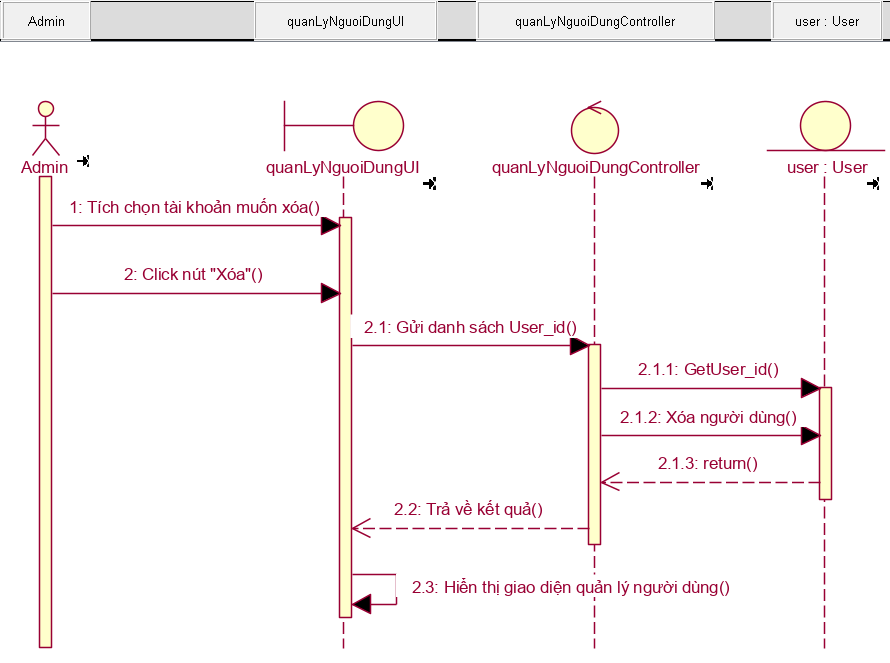 Admin
quanLyNguoiDungUI
quanLyNguoiDungController
user : User
Admin
quanLyNguoiDungUI
quanLyNguoiDungController
user : User
1: Tích chọn tài khoản muốn xóa()
2: Click nút "Xóa"()
2.1: Gửi danh sách User_id()
2.1.1: GetUser_id()
2.1.2: Xóa người dùng()
2.1.3: return()
2.2: Trả về kết quả()
2.3: Hiển thị giao diện quản lý người dùng()